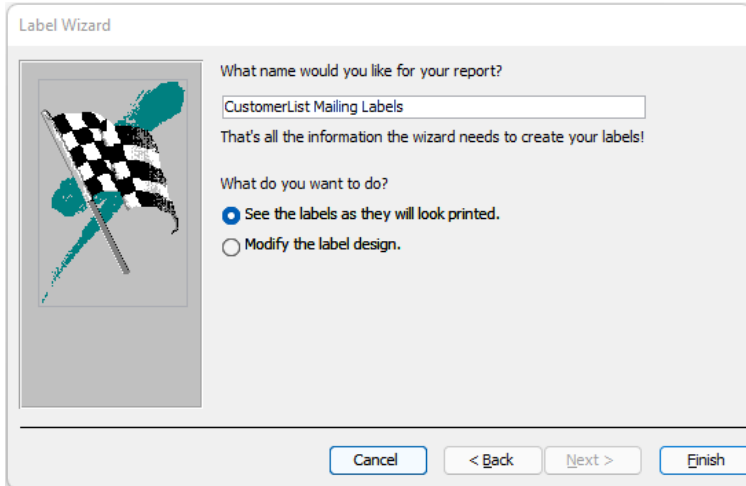 Label Wizard
What name would you like for your report?
CustomerList Mailing Labels
That's all the information the wizard needs to create your labels!
What do you want to do?
See the labels as they will look printed.
Modify the label design.
Cancel
< Back
Next >
Finish